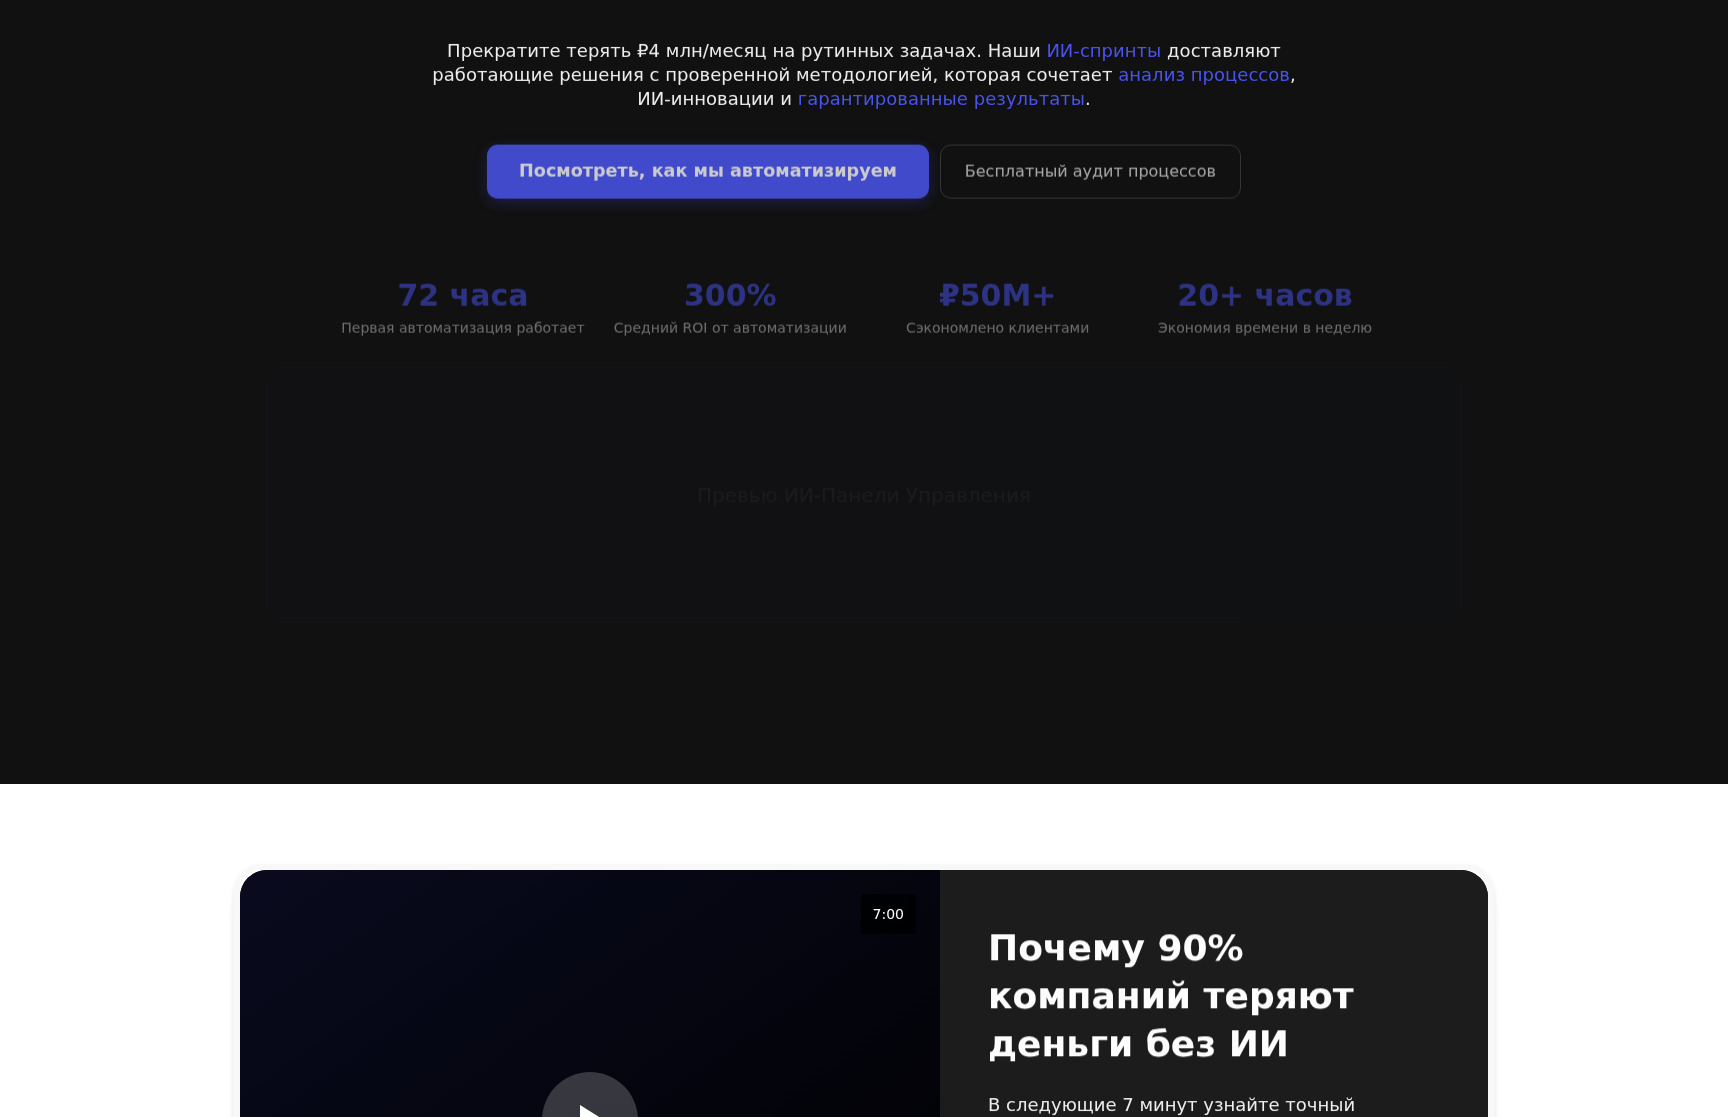 Прекратите терять ₽4 млн/месяц на рутинных задачах. Наши ИИ-спринты доставляют
работающие решения с проверенной методологией, которая сочетает анализ процессов,
ИИ-инновации и гарантированные результаты.
Посмотреть, как мы автоматизируем
Бесплатный аудит процессов
72 часа
Первая автоматизация работает
300%
Средний ROI от автоматизации
₽50M+
Сэкономлено клиентами
20+ часов
Экономия времени в неделю
Превью ИИ-Панели Управления
7:00
Почему 90%
компаний теряют
деньги без ИИ
В следующие 7 минут узнайте точный